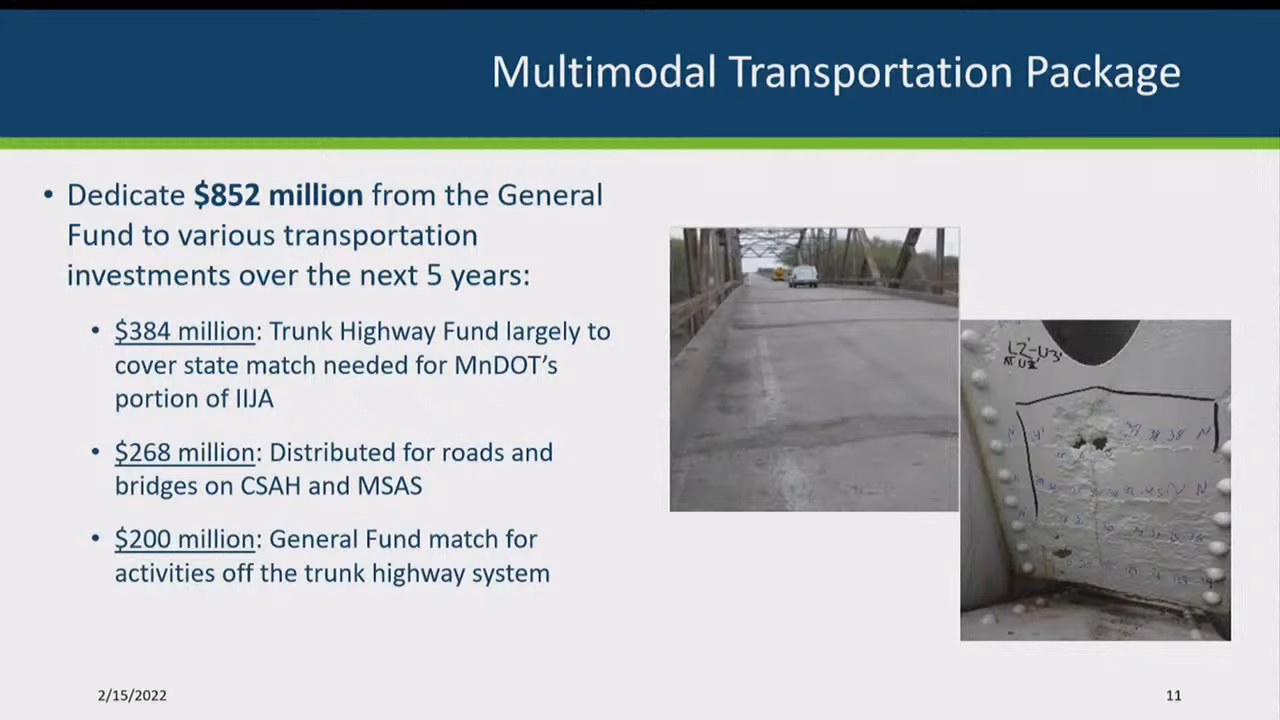 Multimodal Transportation Package
• Dedicate $852 million from the General
Fund to various transportation
investments over the next 5 years:
• $384 million: Trunk Highway Fund largely to
cover state match needed for MnDOT’s
portion of IIJA
• $268 million: Distributed for roads and
bridges on CSAH and MSAS
• $200 million: General Fund match for
activities off the trunk highway system
2/15/2022
11